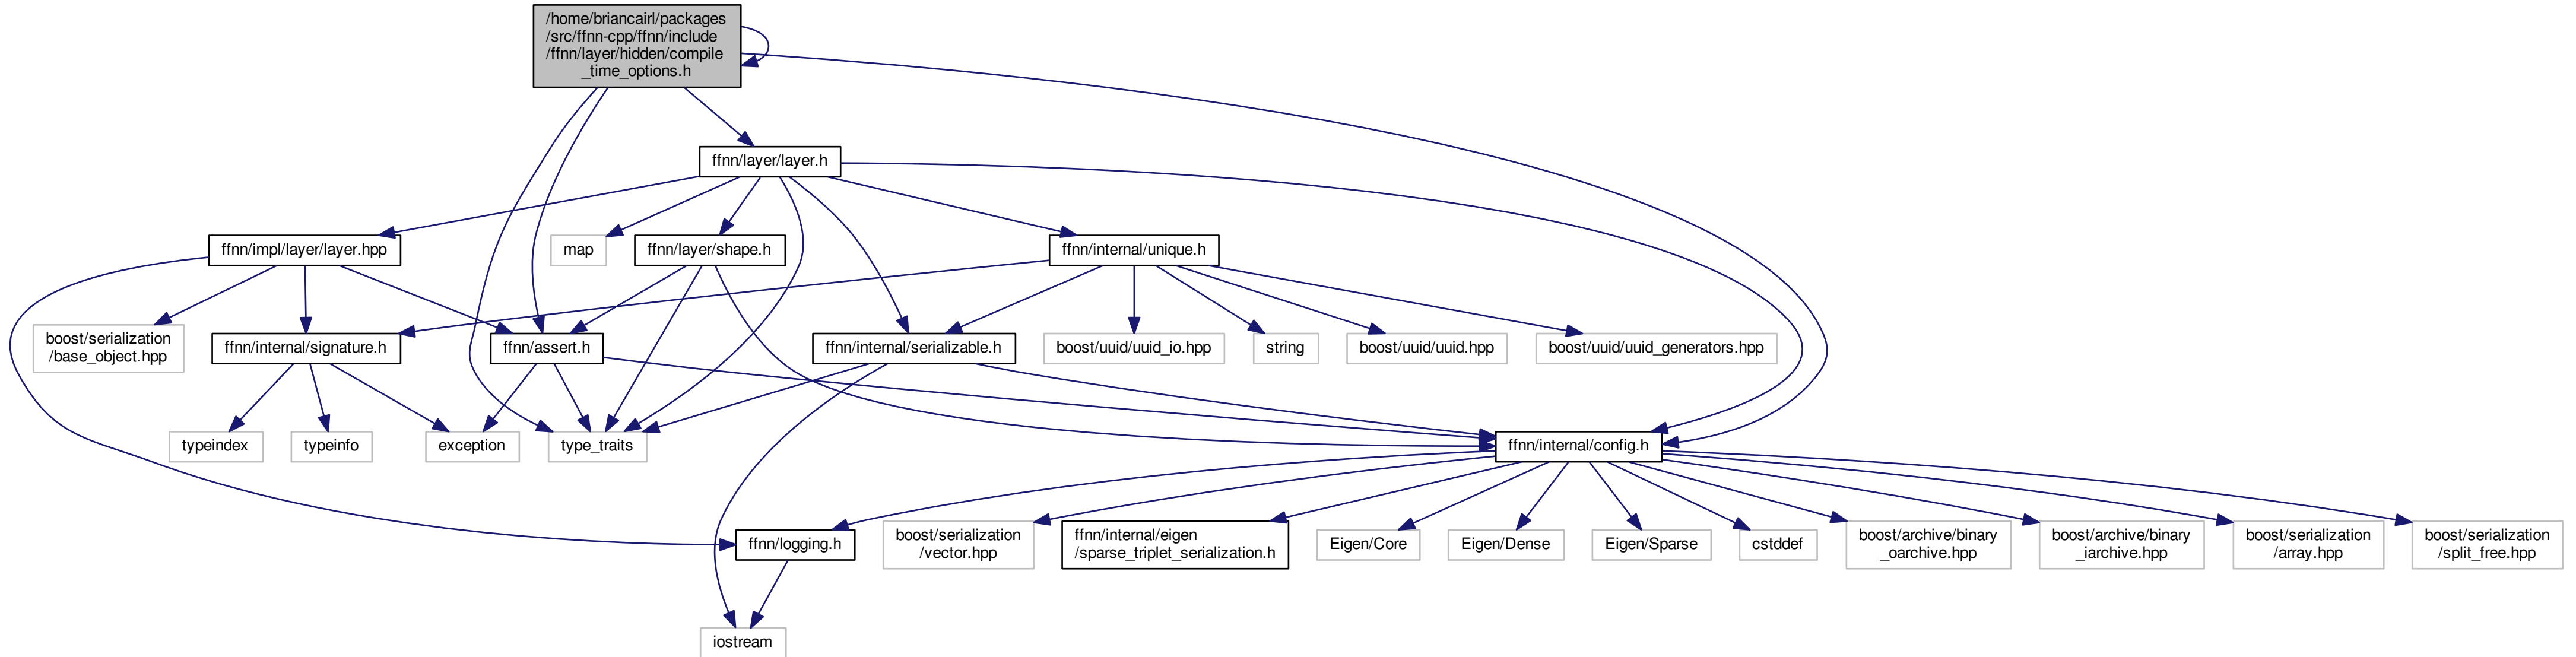 /home/briancairl/packages
/src/ffnn-cpp/ffnn/include
/ffnn/layer/hidden/compile
_time_options.h
ffnn/layer/layer.h
ffnn/impl/layer/layer.hpp
map
ffnn/layer/shape.h
ffnn/internal/unique.h
boost/serialization
/base_object.hpp
ffnn/internal/signature.h
ffnn/assert.h
ffnn/internal/serializable.h
boost/uuid/uuid_io.hpp
string
boost/uuid/uuid.hpp
boost/uuid/uuid_generators.hpp
typeindex
typeinfo
exception
type_traits
ffnn/internal/config.h
ffnn/logging.h
boost/serialization
/vector.hpp
ffnn/internal/eigen
/sparse_triplet_serialization.h
Eigen/Core
Eigen/Dense
Eigen/Sparse
cstddef
boost/archive/binary
_oarchive.hpp
boost/archive/binary
_iarchive.hpp
boost/serialization
/array.hpp
boost/serialization
/split_free.hpp
iostream